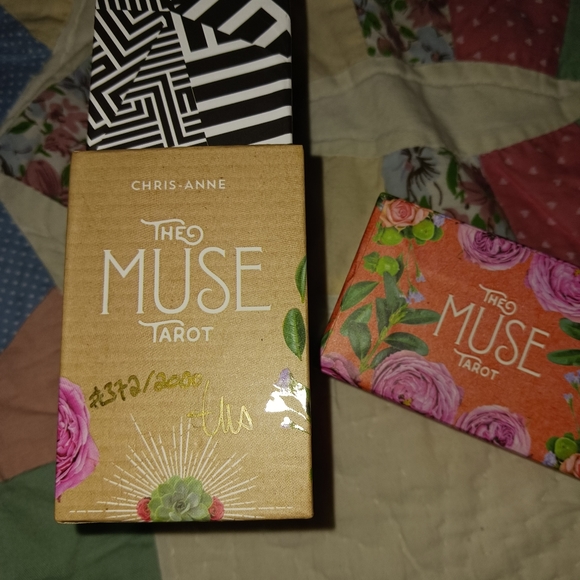 CHRIS-ANNE
THE
MUSE
TAROT
#372/2000
THE
MUSE
TAROT